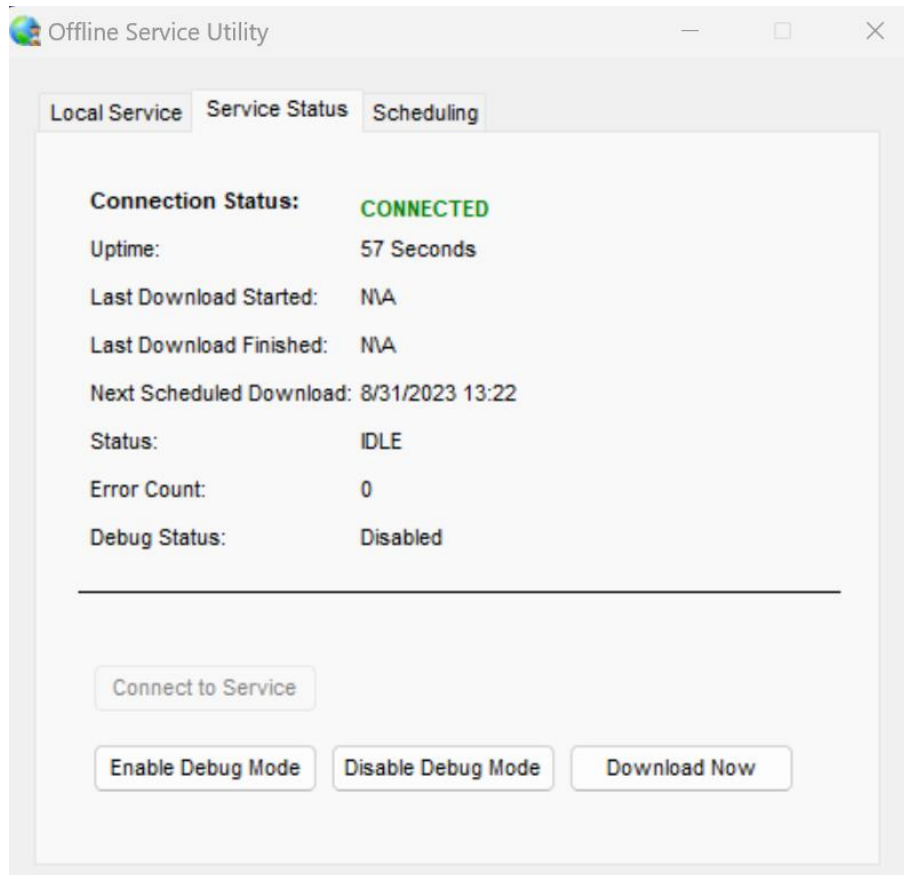 Offline Service Utility
Local Service Service Status Scheduling
Connection Status: CONNECTED
Uptime: 57 Seconds
Last Download Started: N\A
Last Download Finished: N\A
Next Scheduled Download: 8/31/2023 13:22
Status: IDLE
Error Count: 0
Debug Status: Disabled
Connect to Service
Enable Debug Mode Disable Debug Mode Download Now